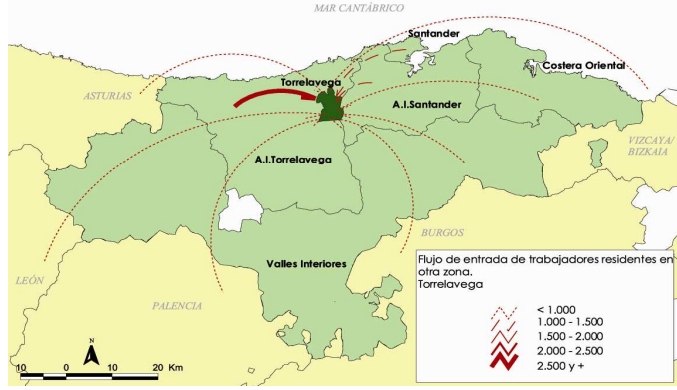 MAR CANTÁBRICO
Santander
Costera Oriental
Torrelavega
ASTURIAS
A.I.Santander
VIZCAYA/
BIZKAIA
A.I.Torrelavega
BURGOS
Valles Interiores
LEÓN
PALENCIA
Flujo de entrada de trabajadores residentes en
otra zona.
Torrelavega
< 1.000
1.000 - 1.500
1.500 - 2.000
2.000 - 2.500
2.500 y +
N
10 0 10 20 Km